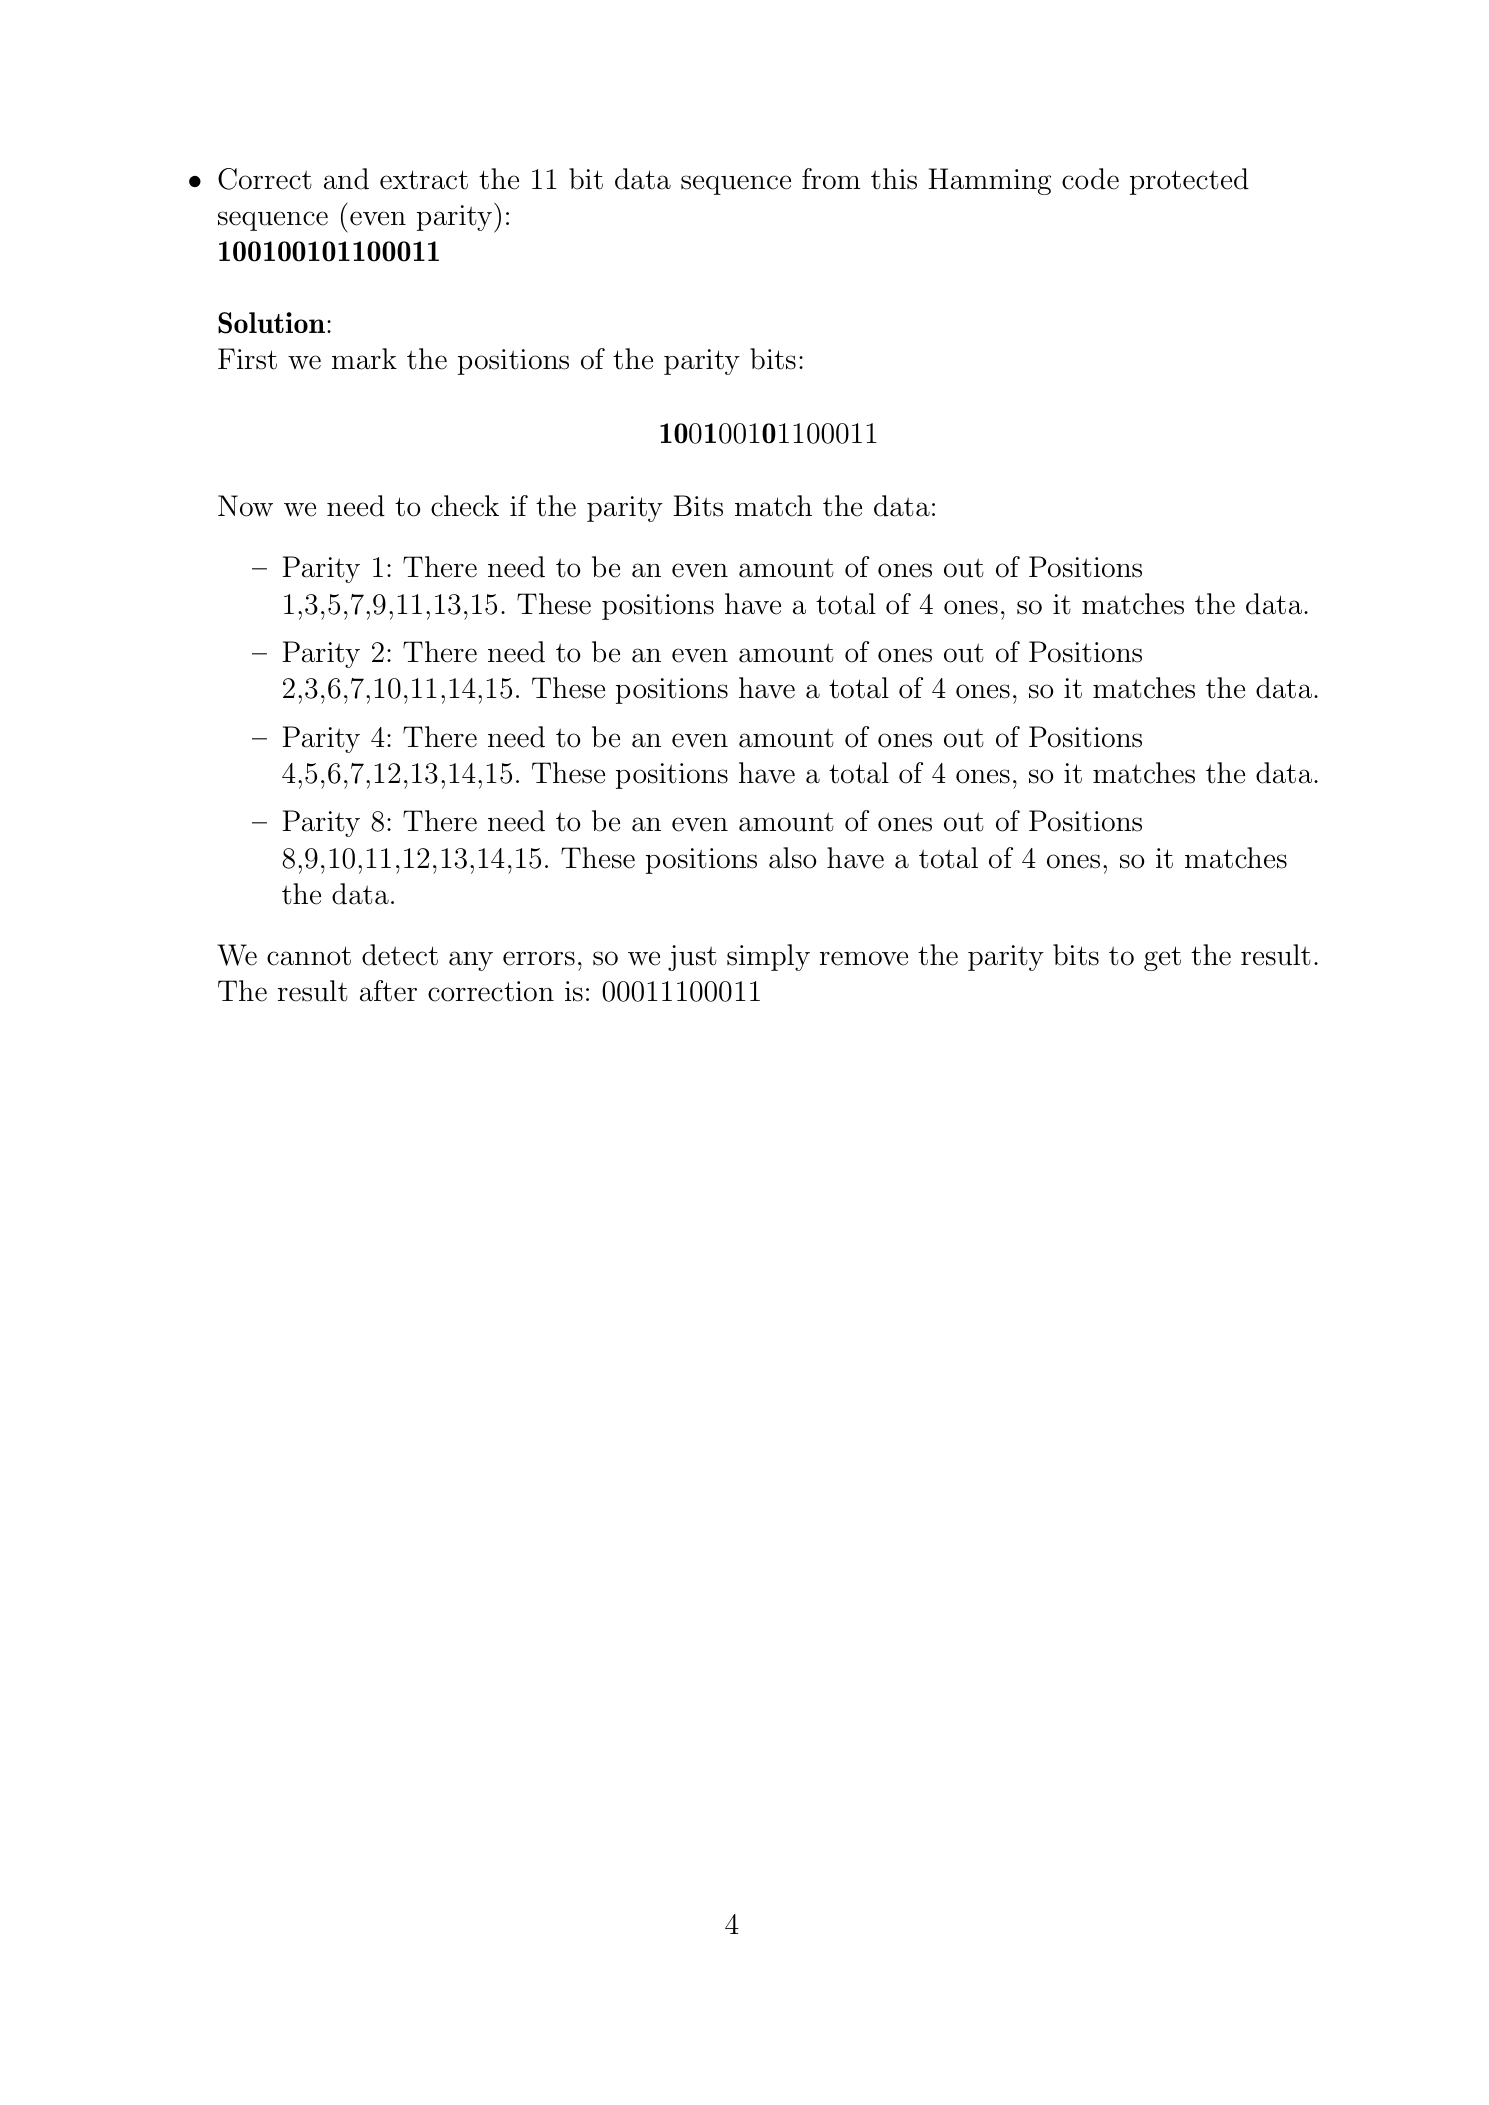 • Correct and extract the 11 bit data sequence from this Hamming code protected
sequence (even parity):
100100101100011
Solution:
First we mark the positions of the parity bits:
100100101100011
Now we need to check if the parity Bits match the data:
– Parity 1: There need to be an even amount of ones out of Positions
1,3,5,7,9,11,13,15. These positions have a total of 4 ones, so it matches the data.
– Parity 2: There need to be an even amount of ones out of Positions
2,3,6,7,10,11,14,15. These positions have a total of 4 ones, so it matches the data.
– Parity 4: There need to be an even amount of ones out of Positions
4,5,6,7,12,13,14,15. These positions have a total of 4 ones, so it matches the data.
– Parity 8: There need to be an even amount of ones out of Positions
8,9,10,11,12,13,14,15. These positions also have a total of 4 ones, so it matches
the data.
We cannot detect any errors, so we just simply remove the parity bits to get the result.
The result after correction is: 00011100011
4